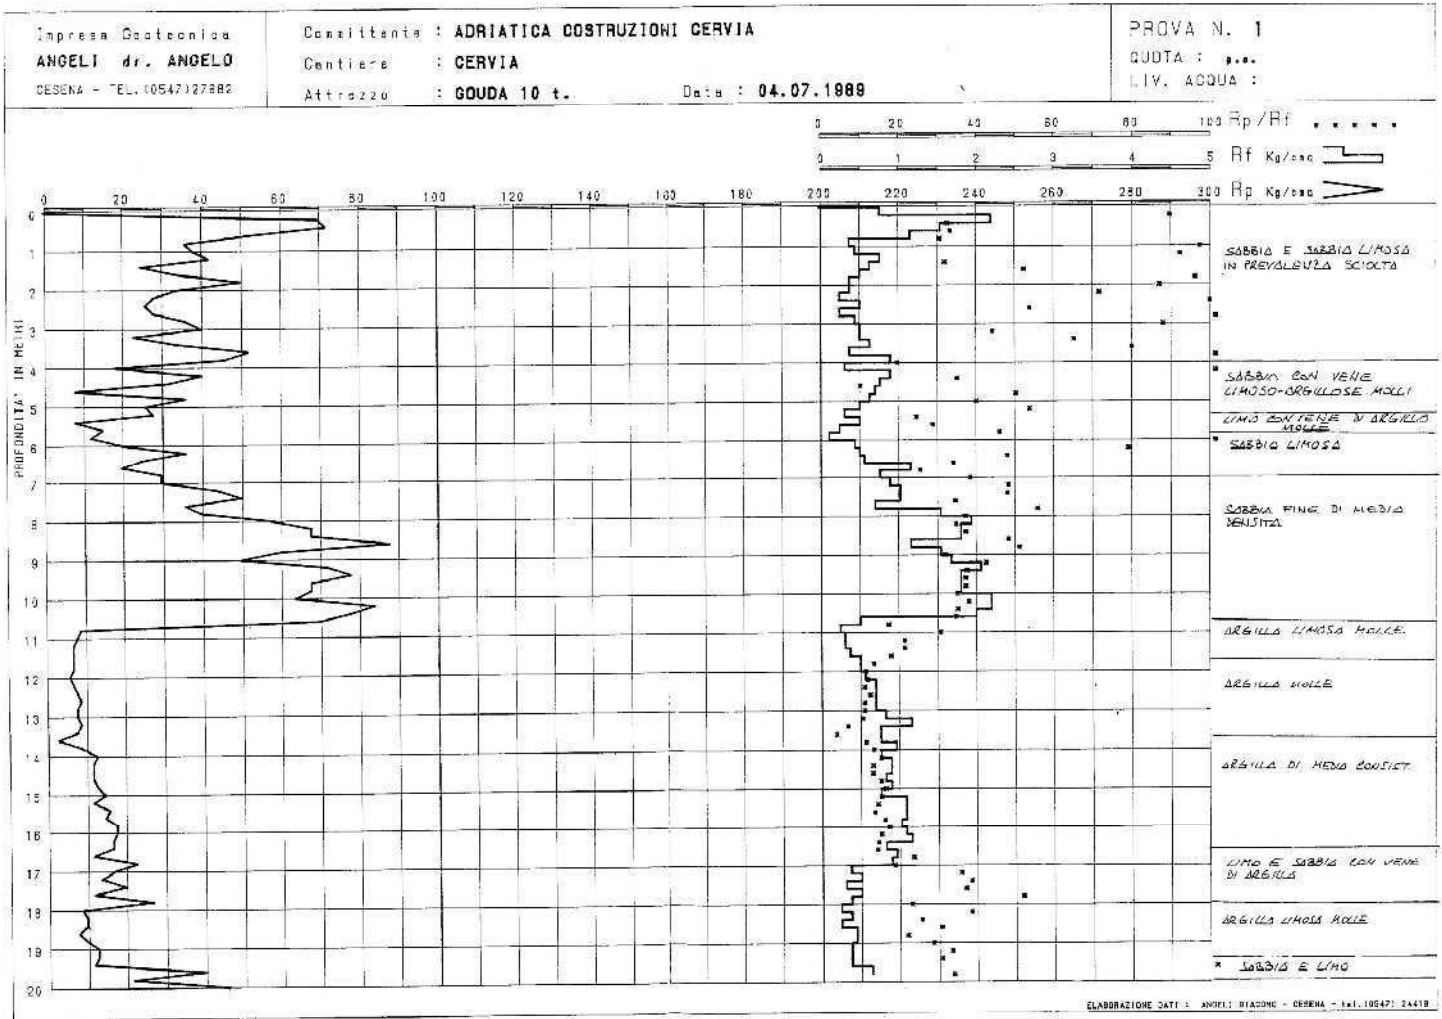 Impresa Geotecnica
ANGELI dr. ANGELO
CESENA - TEL.(0547)27882
Committente : ADRIATICA COSTRUZIONI CERVIA
Cantiere : CERVIA
Attrezzo : GOUDA 10 t.
Data : 04.07.1989
PROVA N. 1
QUOTA : p.c.
LIV. ACQUA :
0 20 40 60 80 100 Rp/Rf
0 1 2 3 4 5 Rf Kg/cmq
0 20 40 60 80 100 120 140 160 180 200 220 240 260 280 300 Rp Kg/cmq
PROFONDITA' IN METRI
0
1
2
3
4
5
6
7
8
9
10
11
12
13
14
15
16
17
18
19
20
SABBIA E SABBIA LIMOSA
IN PREVALENZA SCIOLTA
SABBIA CON VENE
LIMOSO-ARGILLOSE MOLLI
LIMO CON VENE DI ARGILLA
MOLLE
SABBIA LIMOSA
SABBIA FINE DI MEDIA
DENSITA
ARGILLA LIMOSA MOLLE
ARGILLA MOLLE
ARGILLA DI MEDIA CONSIST.
LIMO E SABBIA CON VENE
DI ARGILLA
ARGILLA LIMOSA MOLLE
SABBIA E LIMO
ELABORAZIONE DATI : ANGELI GIACOMO - CESENA - tel.(0547) 24419